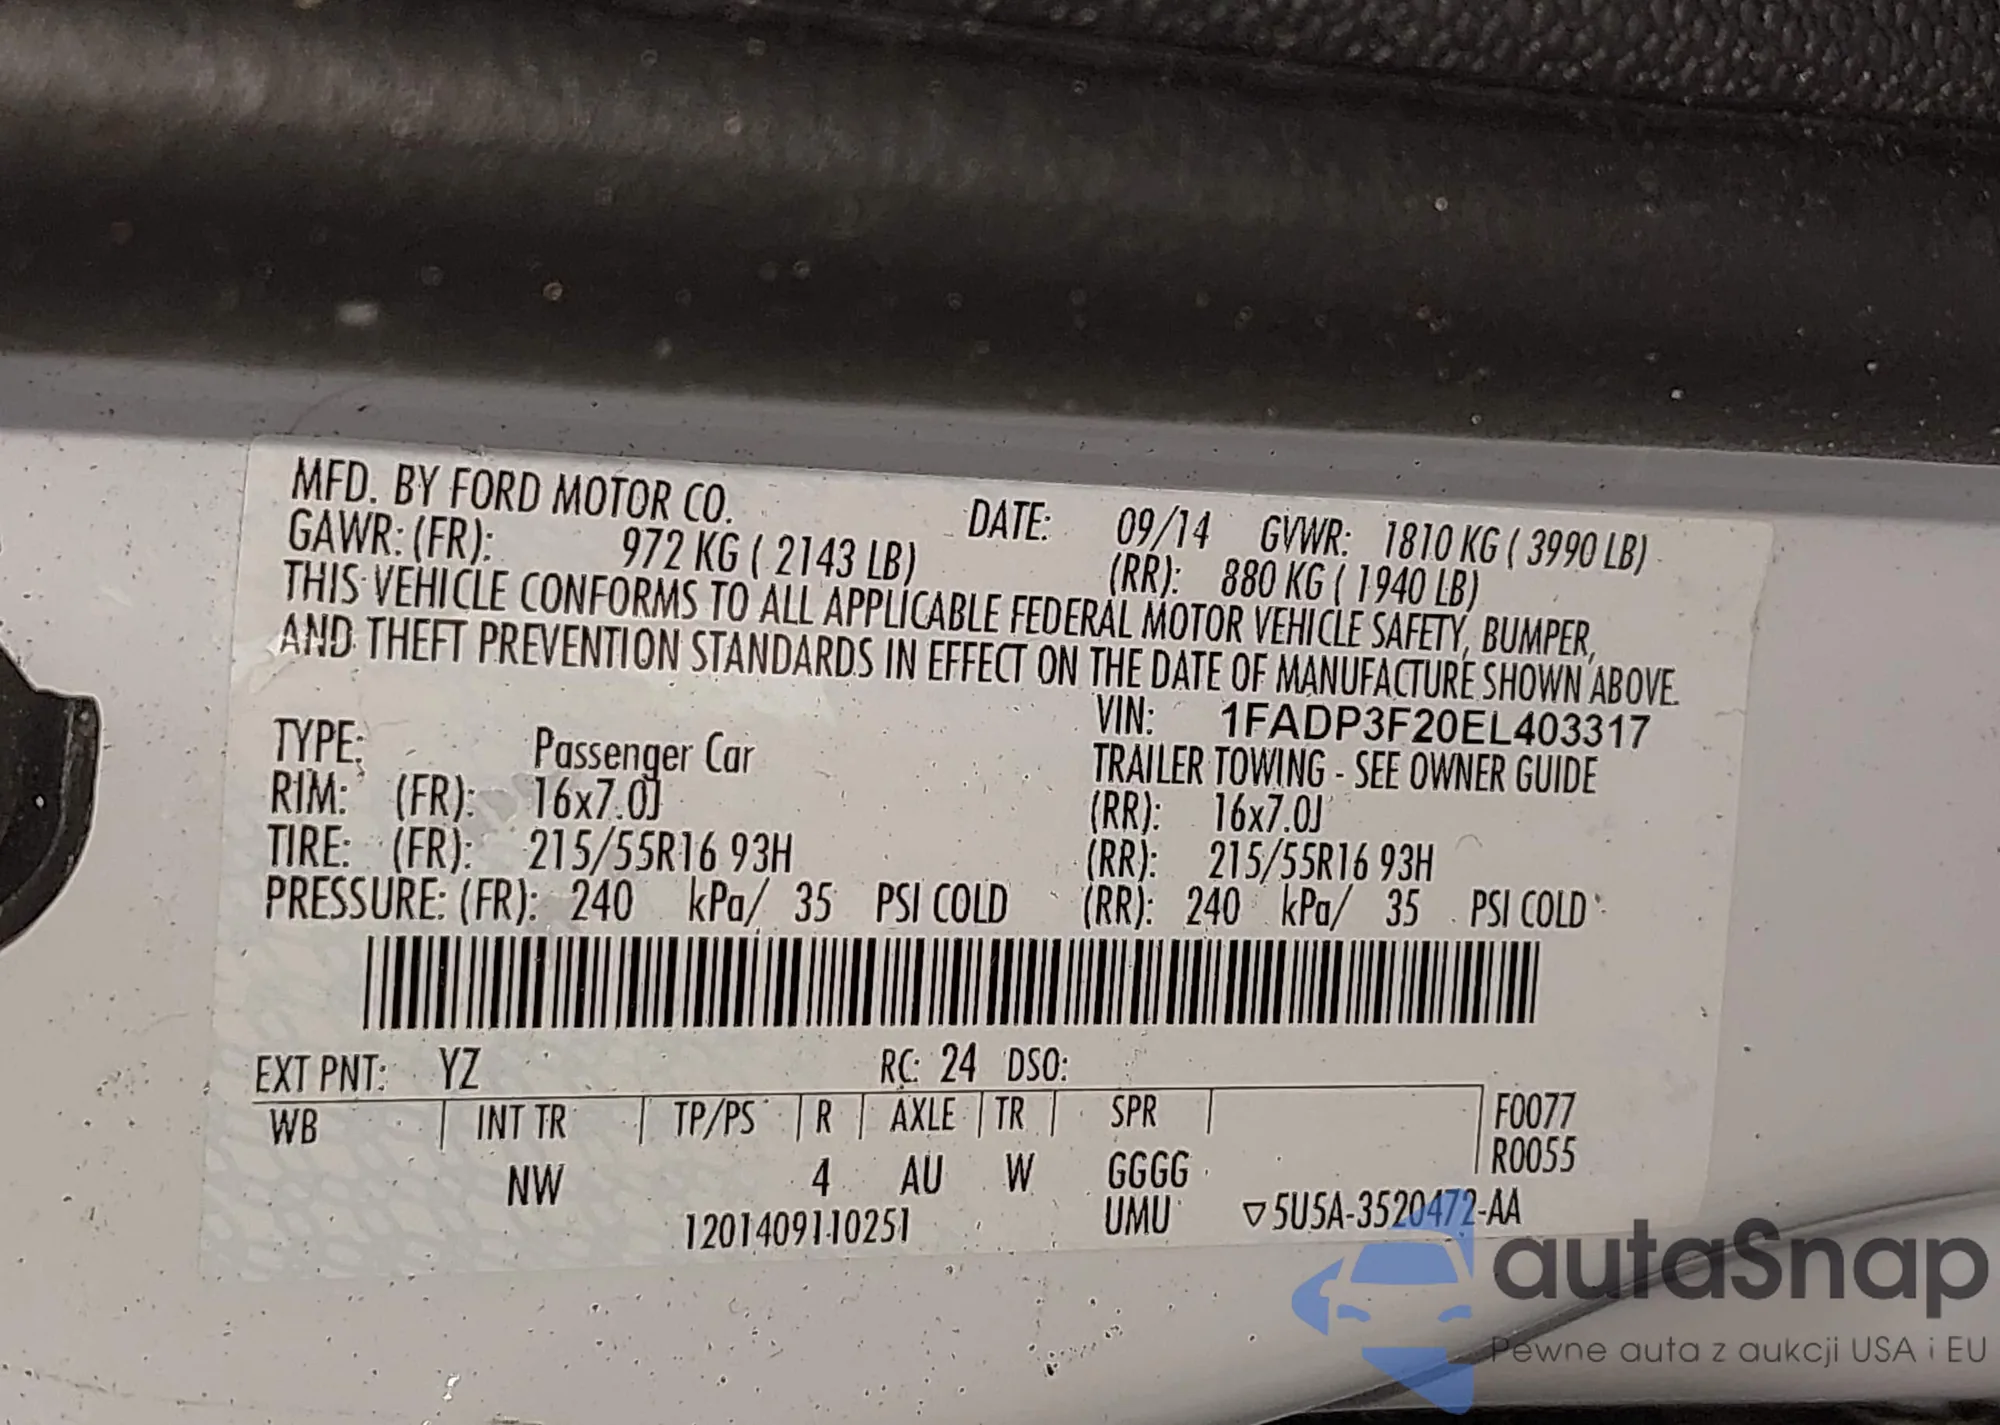 MFD. BY FORD MOTOR CO. DATE: 09/14 GVWR: 1810 KG ( 3990 LB)
GAWR: (FR): 972 KG ( 2143 LB) (RR): 880 KG ( 1940 LB)
THIS VEHICLE CONFORMS TO ALL APPLICABLE FEDERAL MOTOR VEHICLE SAFETY, BUMPER,
AND THEFT PREVENTION STANDARDS IN EFFECT ON THE DATE OF MANUFACTURE SHOWN ABOVE.
VIN: 1FADP3F20EL403317
TYPE: Passenger Car TRAILER TOWING - SEE OWNER GUIDE
RIM: (FR): 16x7.0J (RR): 16x7.0J
TIRE: (FR): 215/55R16 93H (RR): 215/55R16 93H
PRESSURE: (FR): 240 kPa/ 35 PSI COLD (RR): 240 kPa/ 35 PSI COLD
EXT PNT: YZ RC: 24 DSO:
WB INT TR TP/PS R AXLE TR SPR F0077
R0055
NW 4 AU W GGGG
1201409110251 UMU ▽5U5A-3520472-AA
autaSnap
Pewne auta z aukcji USA i EU